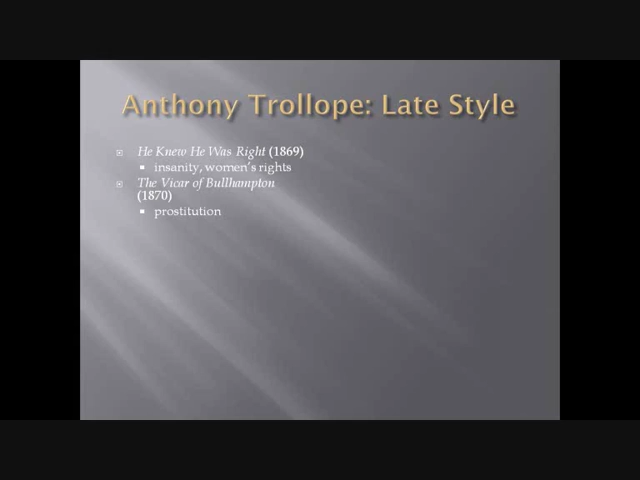 Anthony Trollope: Late Style
He Knew He Was Right (1869)
insanity, women's rights
The Vicar of Bullhampton
(1870)
prostitution